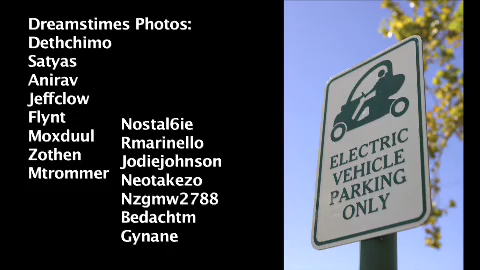 Dreamstimes Photos:
Dethchimo
Satyas
Anirav
Jeffclow
Flynt
Moxduul
Zothen
Mtrommer
Nostal6ie
Rmarinello
Jodiejohnson
Neotakezo
Nzgmw2788
Bedachtm
Gynane
ELECTRIC
VEHICLE
PARKING
ONLY